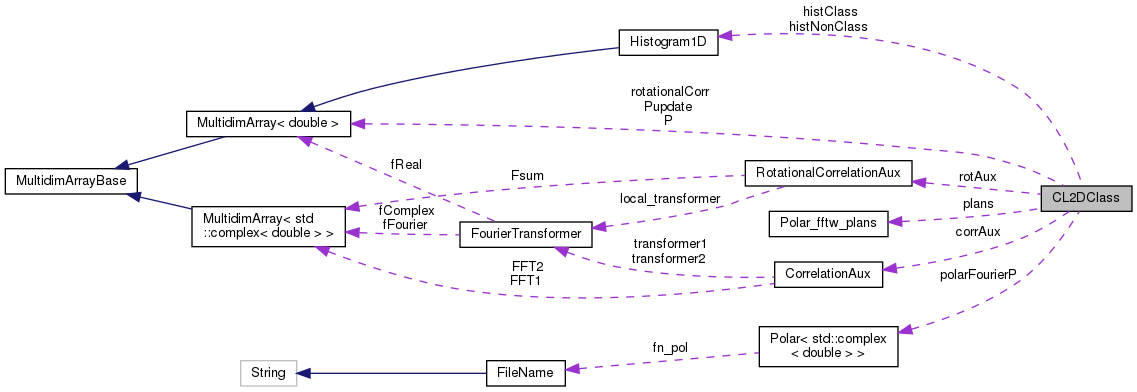 histClass
histNonClass
Histogram1D
rotationalCorr
Pupdate
P
MultidimArray< double >
fReal
Fsum
RotationalCorrelationAux
rotAux
MultidimArrayBase
CL2DClass
local_transformer
plans
fComplex
fFourier
MultidimArray< std
::complex< double > >
Polar_fftw_plans
FourierTransformer
corrAux
transformer1
transformer2
FFT2
FFT1
CorrelationAux
polarFourierP
Polar< std::complex
< double > >
fn_pol
String
FileName